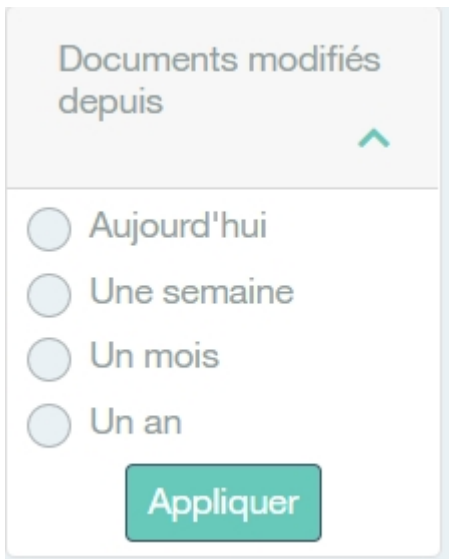 Documents modifiés
depuis
Aujourd'hui
Une semaine
Un mois
Un an
Appliquer